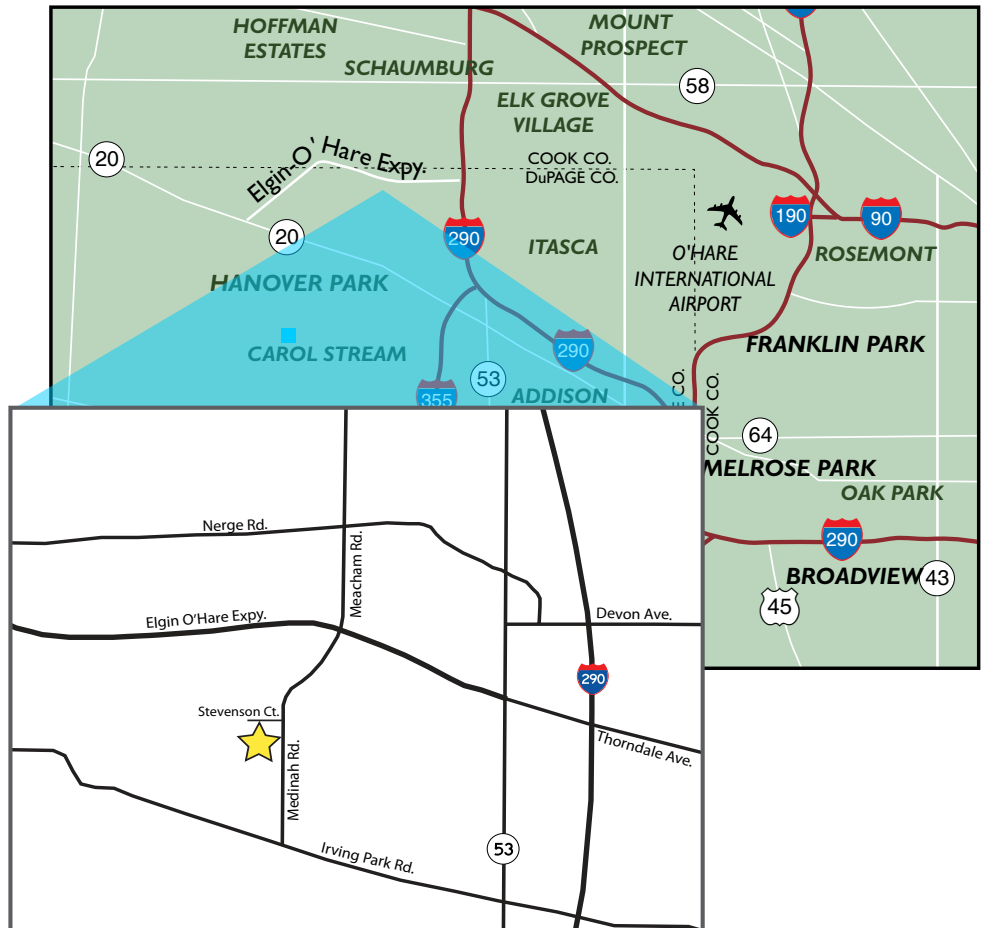 HOFFMAN
ESTATES
MOUNT
PROSPECT
SCHAUMBURG
58
ELK GROVE
VILLAGE
20
Elgin-O' Hare Expy.
COOK CO.
DuPAGE CO.
190
90
20
290
ITASCA
O'HARE
INTERNATIONAL
AIRPORT
ROSEMONT
HANOVER PARK
CAROL STREAM
290
FRANKLIN PARK
53
355
ADDISON
E CO.
COOK CO.
64
MELROSE PARK
OAK PARK
290
BROADVIEW
43
45
Nerge Rd.
Meacham Rd.
Elgin O'Hare Expy.
Devon Ave.
290
Stevenson Ct.
Thorndale Ave.
Medinah Rd.
53
Irving Park Rd.